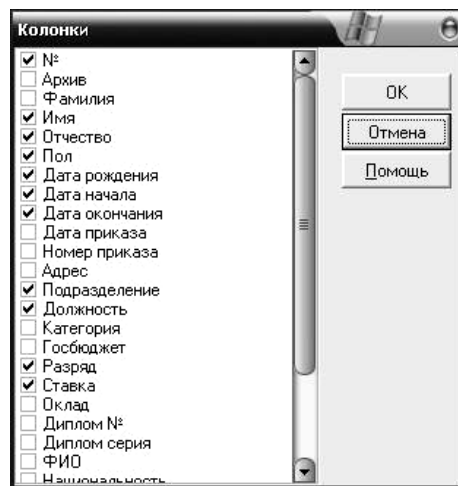 Колонки
№
Архив
Фамилия
Имя
Отчество
Пол
Дата рождения
Дата начала
Дата окончания
Дата приказа
Номер приказа
Адрес
Подразделение
Должность
Категория
Госбюджет
Разряд
Ставка
Оклад
Диплом №
Диплом серия
ФИО
Национальность
OK
Отмена
Помощь